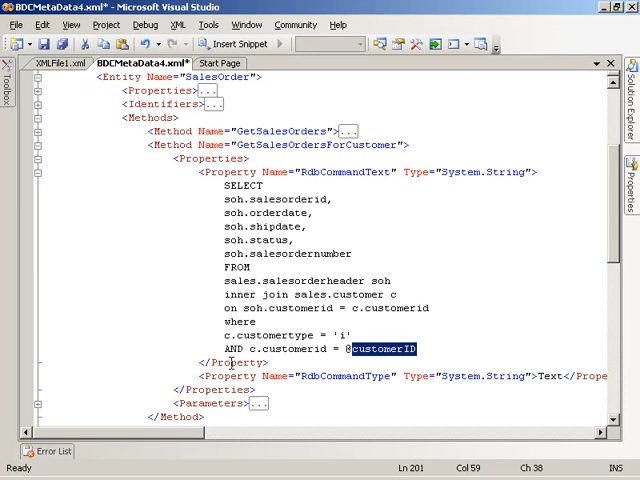 BDCMetaData4.xml* - Microsoft Visual Studio
File Edit View Project Debug XML Tools Window Community Help
Insert Snippet
XMLFile1.xml BDCMetaData4.xml* Start Page
Toolbox
Solution Explorer
Properties
<Entity Name="SalesOrder">
<Properties>...
<Identifiers>...
<Methods>
<Method Name="GetSalesOrders">...
<Method Name="GetSalesOrdersForCustomer">
<Properties>
<Property Name="RdbCommandText" Type="System.String">
SELECT
soh.salesorderid,
soh.orderdate,
soh.shipdate,
soh.status,
soh.salesordernumber
FROM
sales.salesorderheader soh
inner join sales.customer c
on soh.customerid = c.customerid
where
c.customertype = 'i'
AND c.customerid = @customerID
</Property>
<Property Name="RdbCommandType" Type="System.String">Text</Prope
</Properties>
<Parameters>...
</Method>
Error List
Ready Ln 201 Col 59 Ch 38 INS